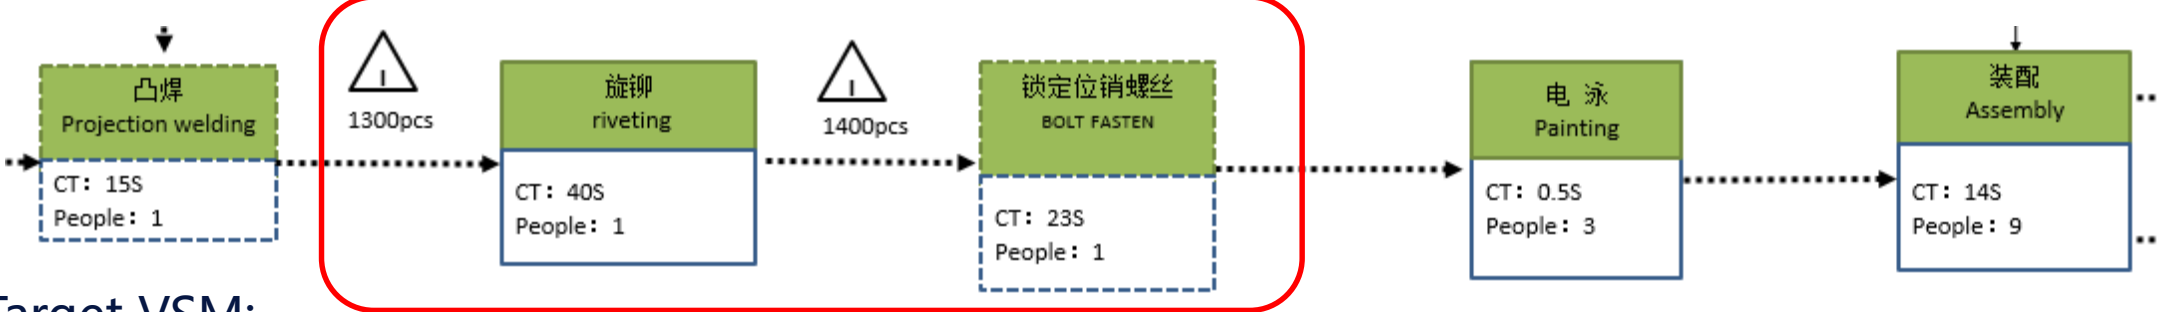 凸焊
Projection welding
CT: 15S
People: 1
I
1300pcs
旋铆
riveting
CT: 40S
People: 1
I
1400pcs
锁定位销螺丝
BOLT FASTEN
CT: 23S
People: 1
电 泳
Painting
CT: 0.5S
People: 3
装配
Assembly
CT: 14S
People: 9
Target VSM: